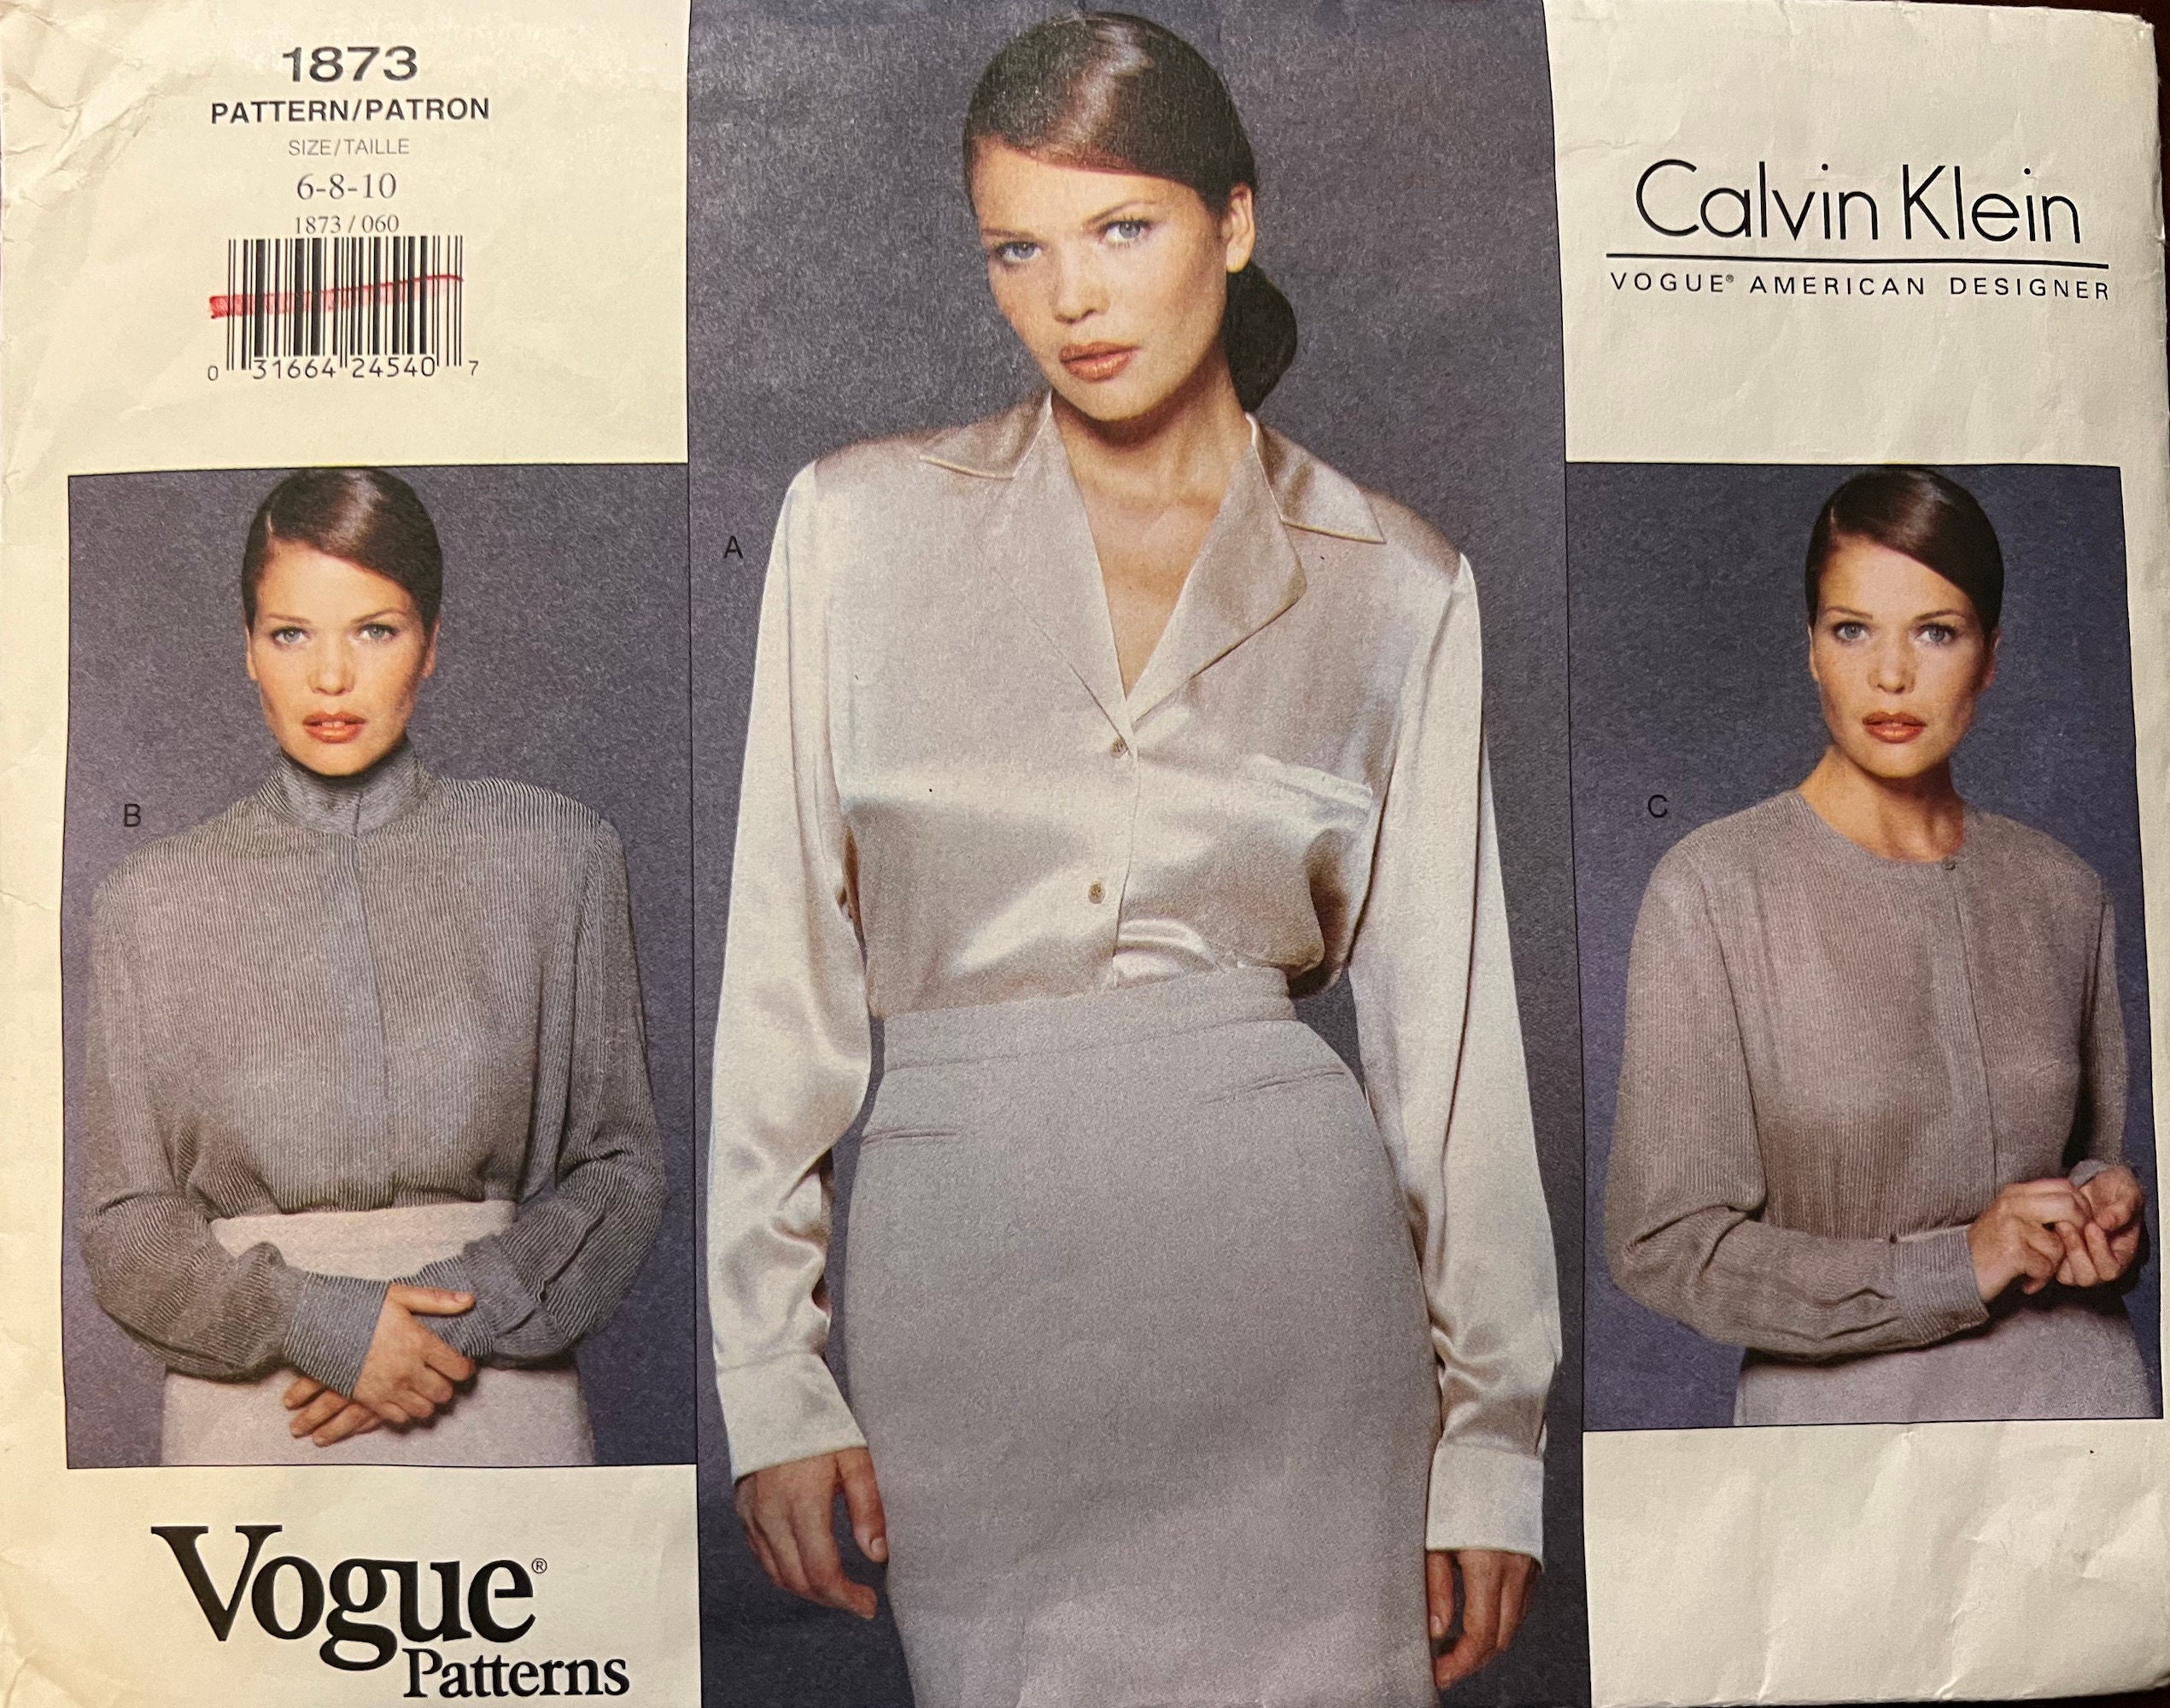 1873
PATTERN/PATRON
SIZE/TAILLE
6-8-10
1873 / 060
0 31664 24540 7
Calvin Klein
VOGUE® AMERICAN DESIGNER
A
B
C
Vogue®
Patterns